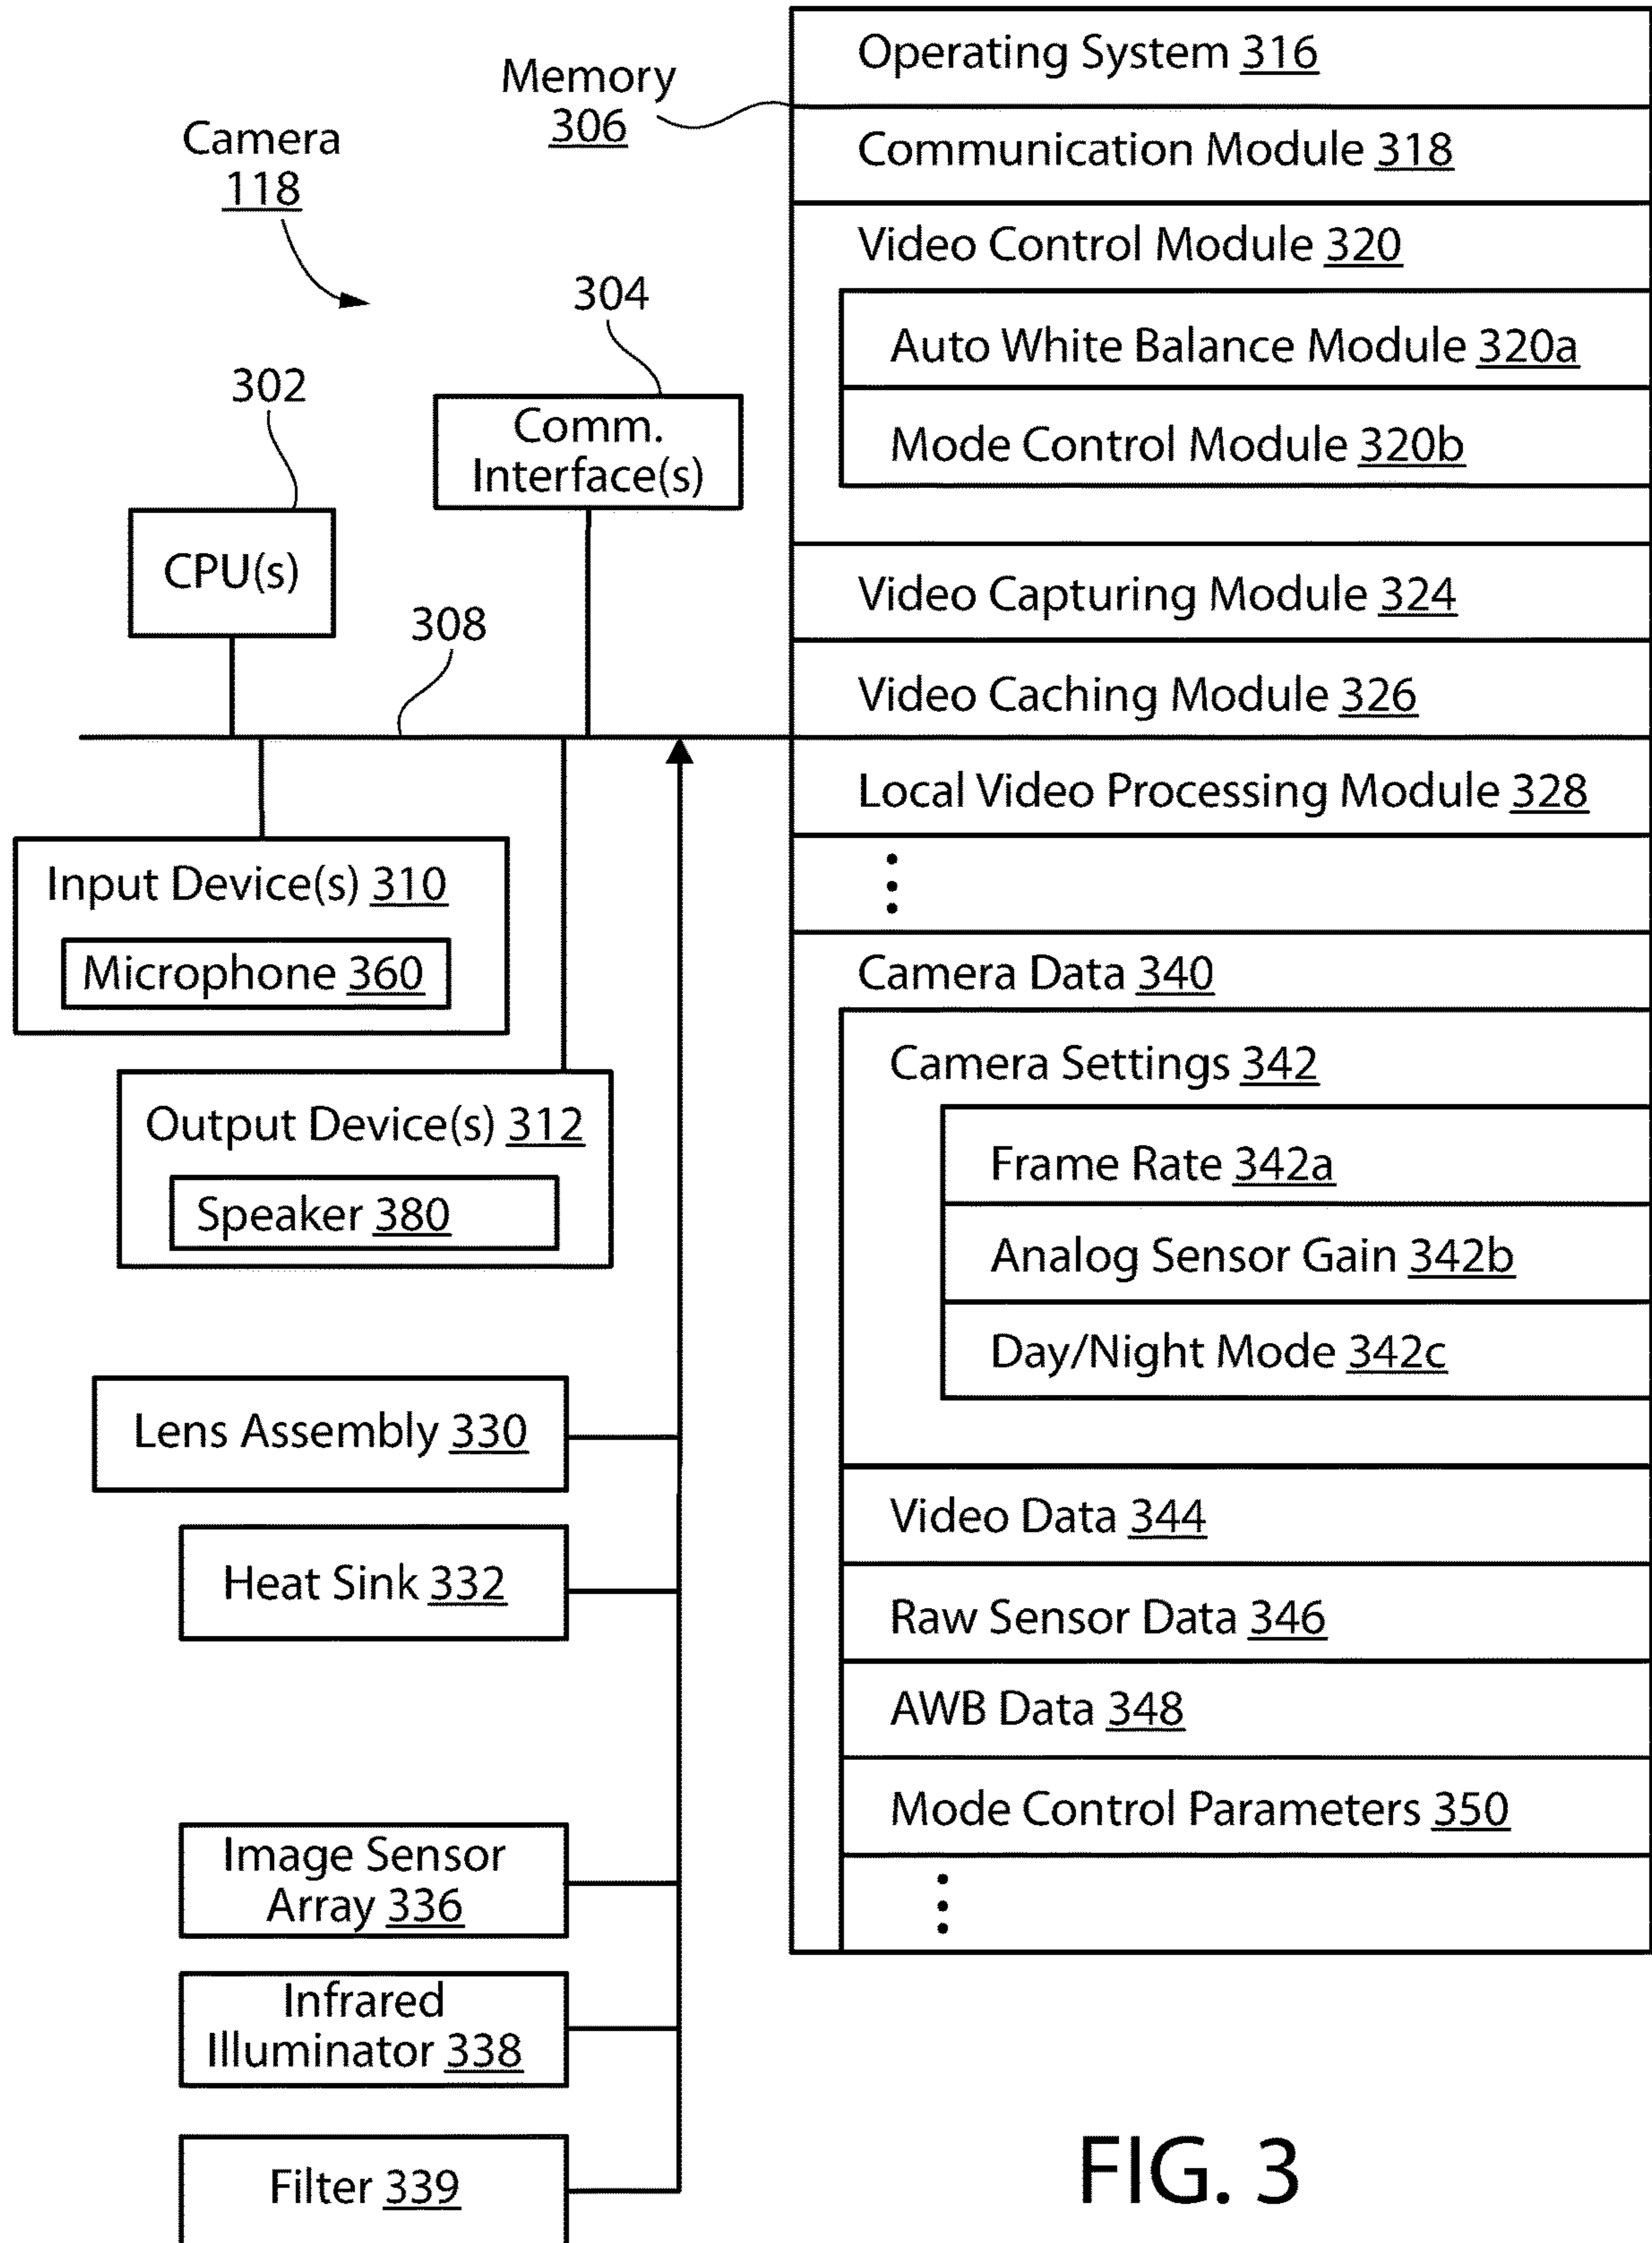 Camera
118
Memory
306
302
304
CPU(s)
Comm.
Interface(s)
308
Input Device(s) 310
Microphone 360
Output Device(s) 312
Speaker 380
Lens Assembly 330
Heat Sink 332
Image Sensor
Array 336
Infrared
Illuminator 338
Filter 339
Operating System 316
Communication Module 318
Video Control Module 320
Auto White Balance Module 320a
Mode Control Module 320b
Video Capturing Module 324
Video Caching Module 326
Local Video Processing Module 328
Camera Data 340
Camera Settings 342
Frame Rate 342a
Analog Sensor Gain 342b
Day/Night Mode 342c
Video Data 344
Raw Sensor Data 346
AWB Data 348
Mode Control Parameters 350
FIG. 3